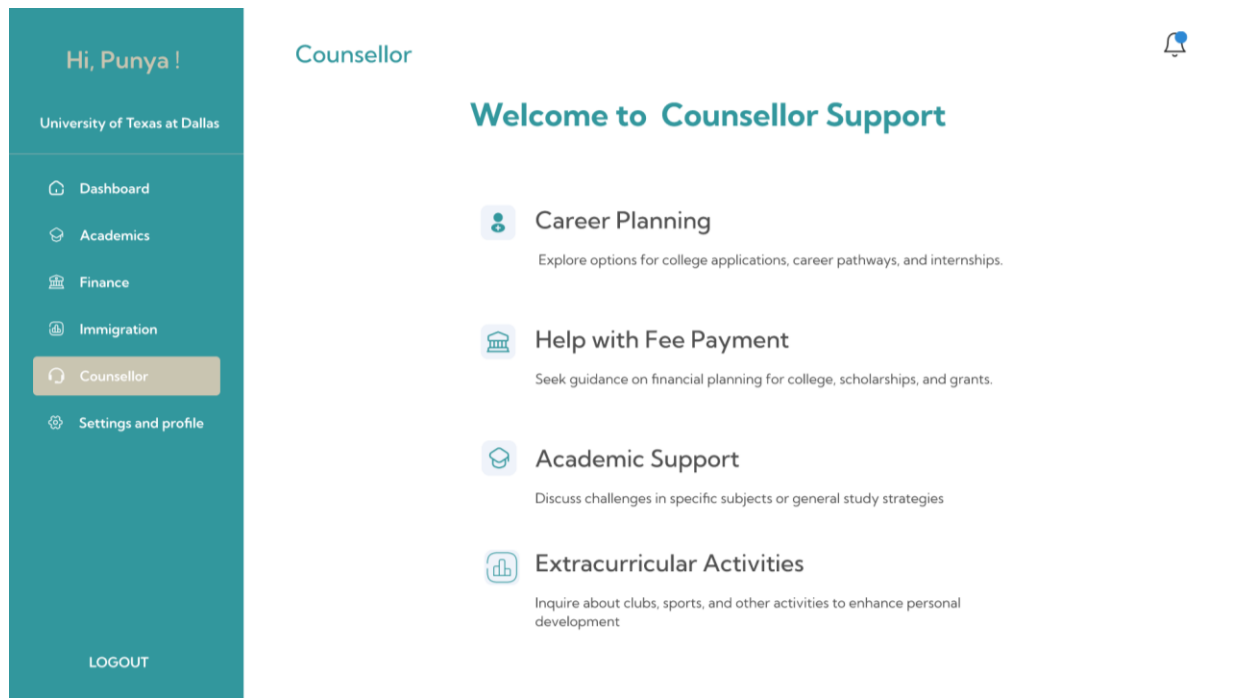 Hi, Punya !
University of Texas at Dallas
Dashboard
Academics
Finance
Immigration
Counsellor
Settings and profile
LOGOUT
Counsellor
Welcome to Counsellor Support
Career Planning
Explore options for college applications, career pathways, and internships.
Help with Fee Payment
Seek guidance on financial planning for college, scholarships, and grants.
Academic Support
Discuss challenges in specific subjects or general study strategies
Extracurricular Activities
Inquire about clubs, sports, and other activities to enhance personal
development